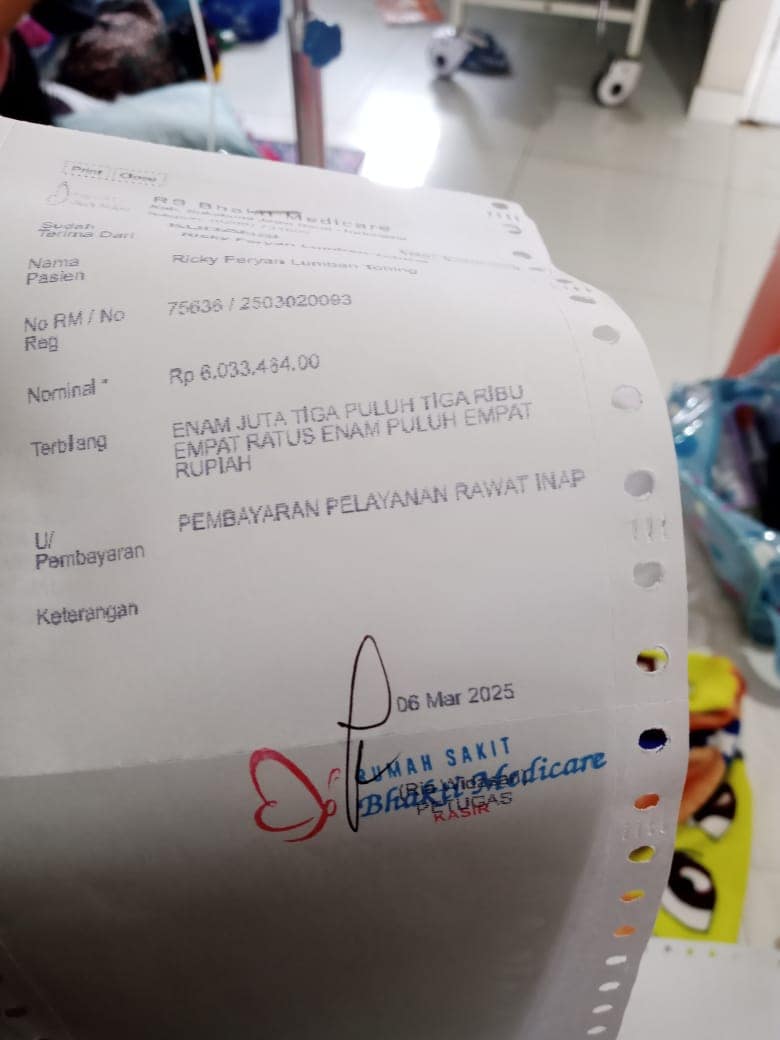 Print Close
RS Bhakti Medicare
Sudah
Terima Dari
Nama
Pasien
Ricky Feryan Lumban Tobing
No RM / No
Reg
75636 / 2503020093
Nominal *
Rp 6,033,464.00
Terbilang
ENAM JUTA TIGA PULUH TIGA RIBU
EMPAT RATUS ENAM PULUH EMPAT
RUPIAH
U/
Pembayaran
PEMBAYARAN PELAYANAN RAWAT INAP
Keterangan
06 Mar 2025
RUMAH SAKIT
Bhakti Medicare
PETUGAS
KASIR